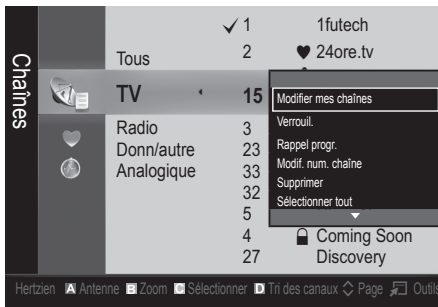 Chaînes
✓ 1 1futech
Tous 2 ♥ 24ore.tv
TV 15
Radio 3
Donn/autre 23
Analogique 33
32
5
4 Coming Soon
27 Discovery
Modifier mes chaînes
Verrouil.
Rappel progr.
Modif. num. chaîne
Supprimer
Sélectionner tout
Hertzien A Antenne B Zoom C Sélectionner D Tri des canaux Page Outils